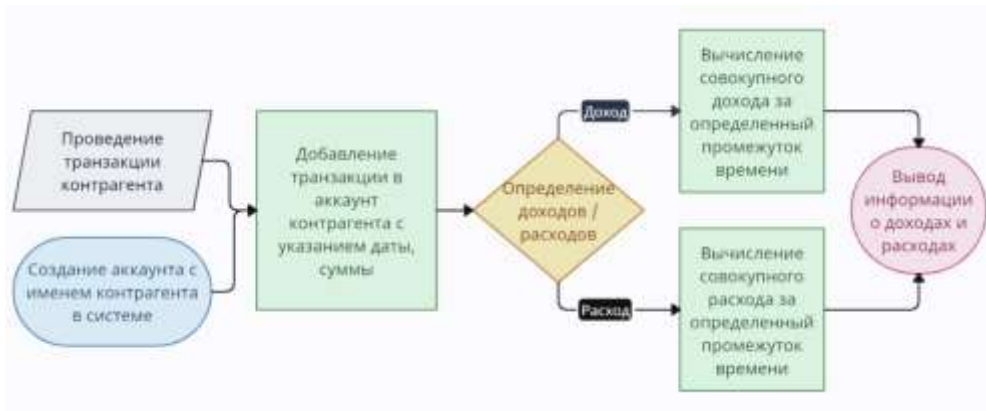 Проведение
транзакции
контрагента
Создание аккаунта с
именем контрагента
в системе
Добавление
транзакции в
аккаунт
контрагента с
указанием даты,
суммы
Определение
доходов /
расходов
Доход
Расход
Вычисление
совокупного
дохода за
определенный
промежуток
времени
Вычисление
совокупного
расхода за
определенный
промежуток
времени
Вывод
информации
о доходах и
расходах